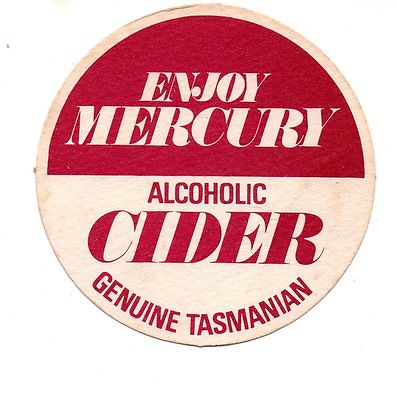 ENJOY
MERCURY
ALCOHOLIC
CIDER
GENUINE TASMANIAN